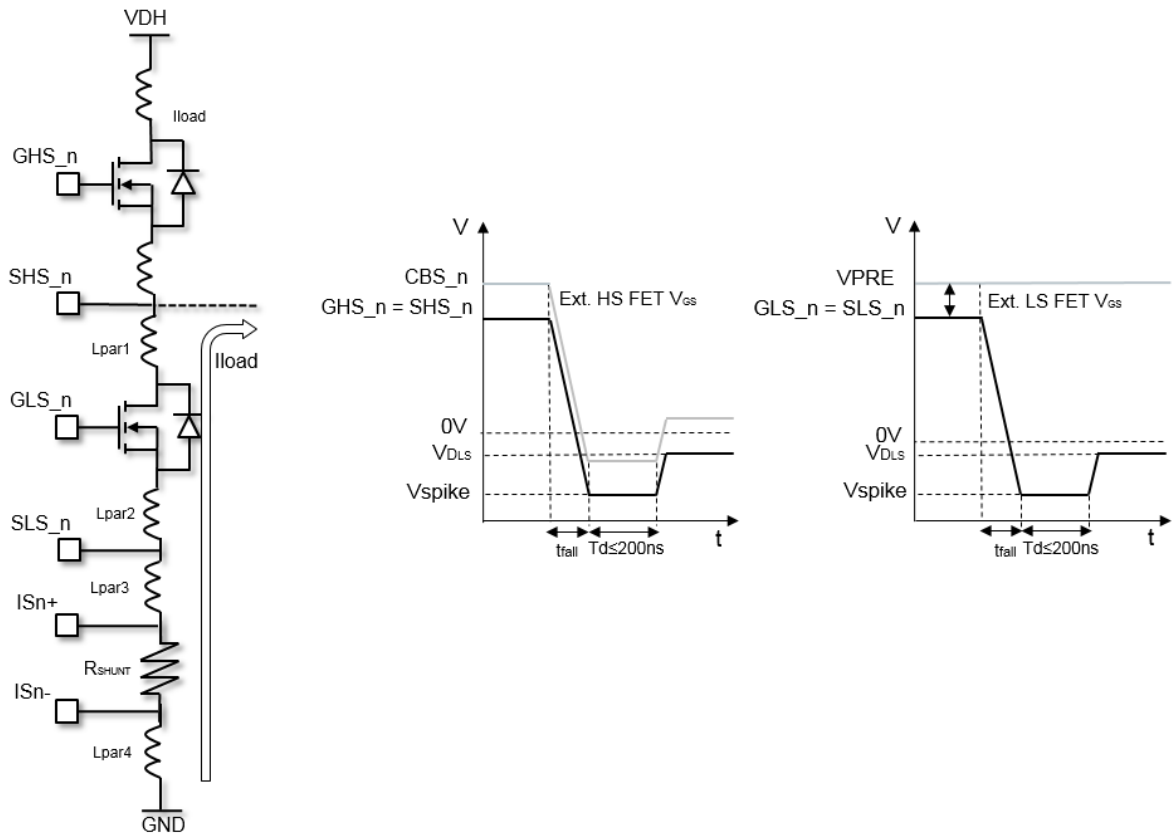 VDH
Iload
GHS_n
SHS_n
Lpar1
Iload
GLS_n
Lpar2
SLS_n
Lpar3
ISn+
RSHUNT
ISn-
Lpar4
GND
V
CBS_n
GHS_n = SHS_n
Ext. HS FET VGS
0V
VDLS
Vspike
tfall
Td≤200ns
t
V
VPRE
GLS_n = SLS_n
Ext. LS FET VGS
0V
VDLS
Vspike
tfall
Td≤200ns
t